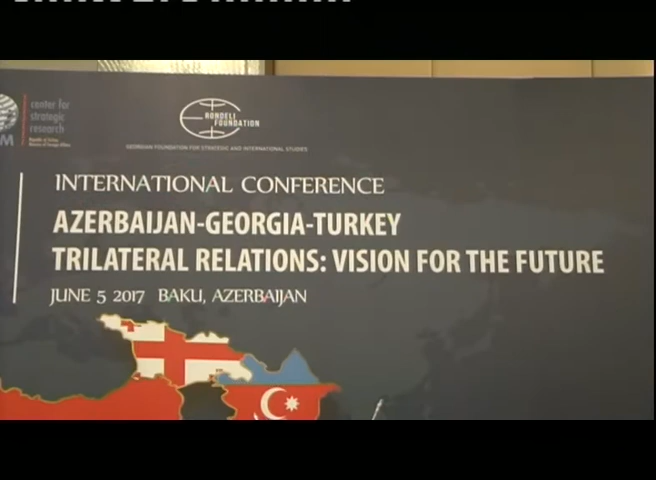 center for
strategic
research
M
RONDELI
FOUNDATION
GEORGIAN FOUNDATION FOR STRATEGIC AND INTERNATIONAL STUDIES
INTERNATIONAL CONFERENCE
AZERBAIJAN-GEORGIA-TURKEY
TRILATERAL RELATIONS: VISION FOR THE FUTURE
JUNE 5 2017 BAKU, AZERBAIJAN